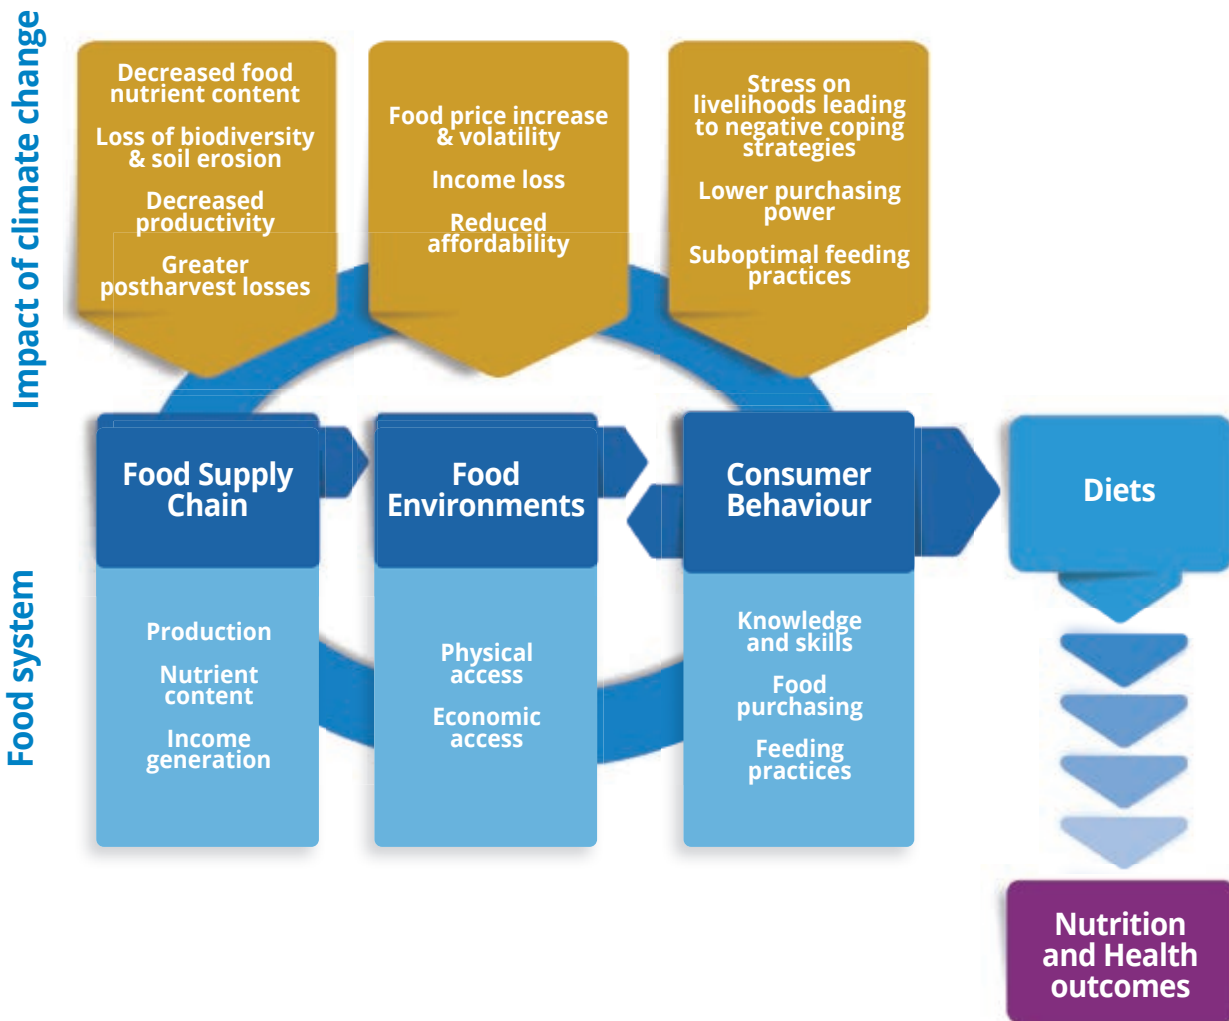 Impact of climate change
Decreased food
nutrient content
Loss of biodiversity
& soil erosion
Decreased
productivity
Greater
postharvest losses
Food price increase
& volatility
Income loss
Reduced
affordability
Stress on
livelihoods leading
to negative coping
strategies
Lower purchasing
power
Suboptimal feeding
practices
Food system
Food Supply
Chain
Production
Nutrient
content
Income
generation
Food
Environments
Physical
access
Economic
access
Consumer
Behaviour
Knowledge
and skills
Food
purchasing
Feeding
practices
Diets
Nutrition
and Health
outcomes